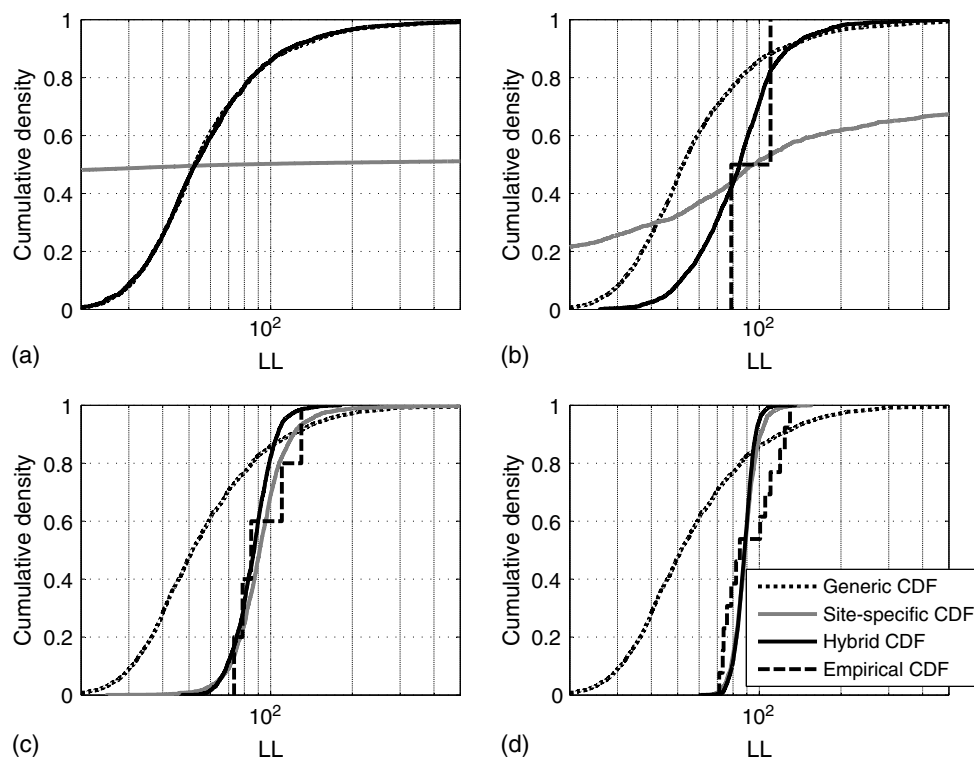 1
0.8
0.6
0.4
0.2
0
Cumulative density
10²
LL
(a)
1
0.8
0.6
0.4
0.2
0
Cumulative density
10²
LL
(b)
1
0.8
0.6
0.4
0.2
0
Cumulative density
10²
LL
(c)
1
0.8
0.6
0.4
0.2
0
Cumulative density
10²
LL
(d)
Generic CDF
Site-specific CDF
Hybrid CDF
Empirical CDF